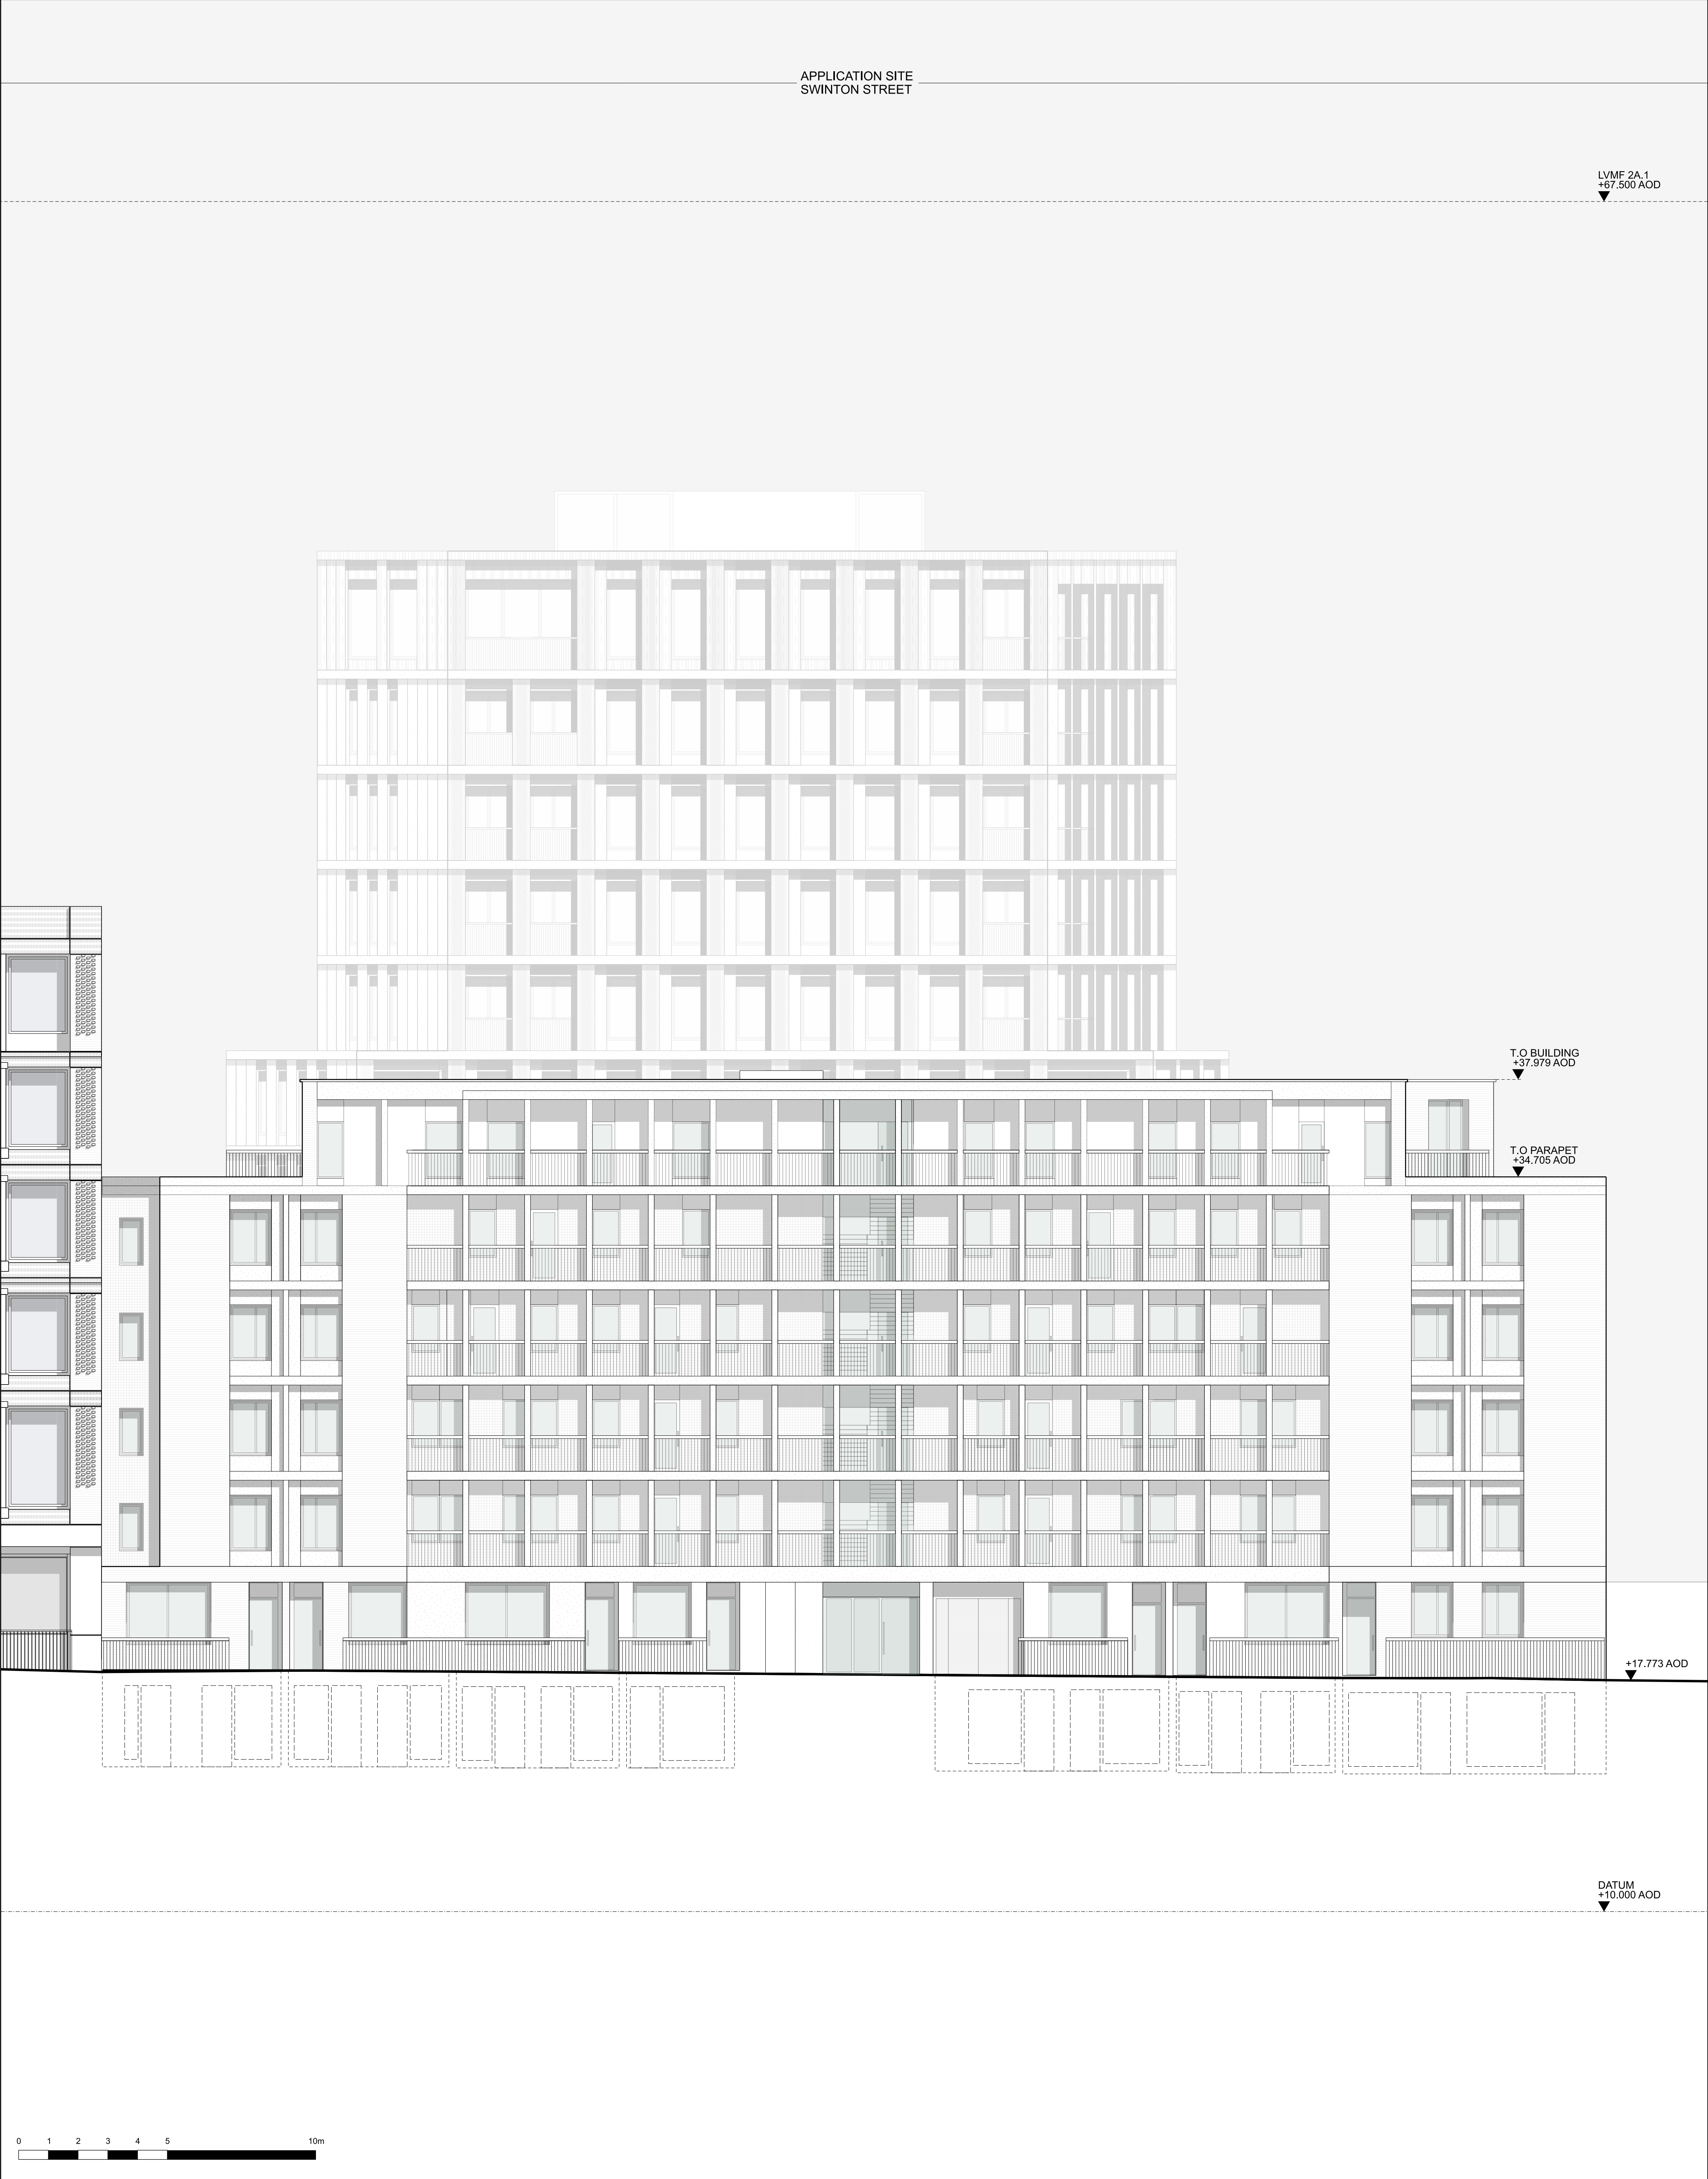 APPLICATION SITE
SWINTON STREET
LVMF 2A.1
+67.500 AOD
T.O BUILDING
+37.979 AOD
T.O PARAPET
+34.705 AOD
+17.773 AOD
DATUM
+10.000 AOD
0 1 2 3 4 5 10m